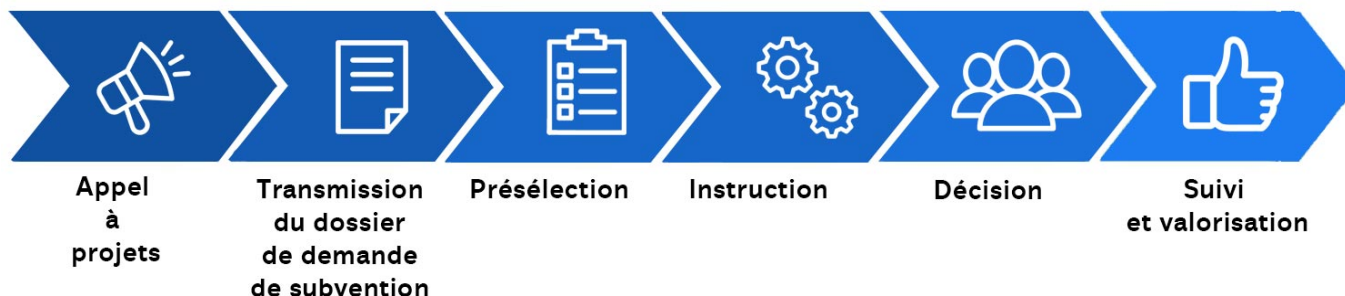 Appel
à
projets
Transmission
du dossier
de demande
de subvention
Présélection
Instruction
Décision
Suivi
et valorisation